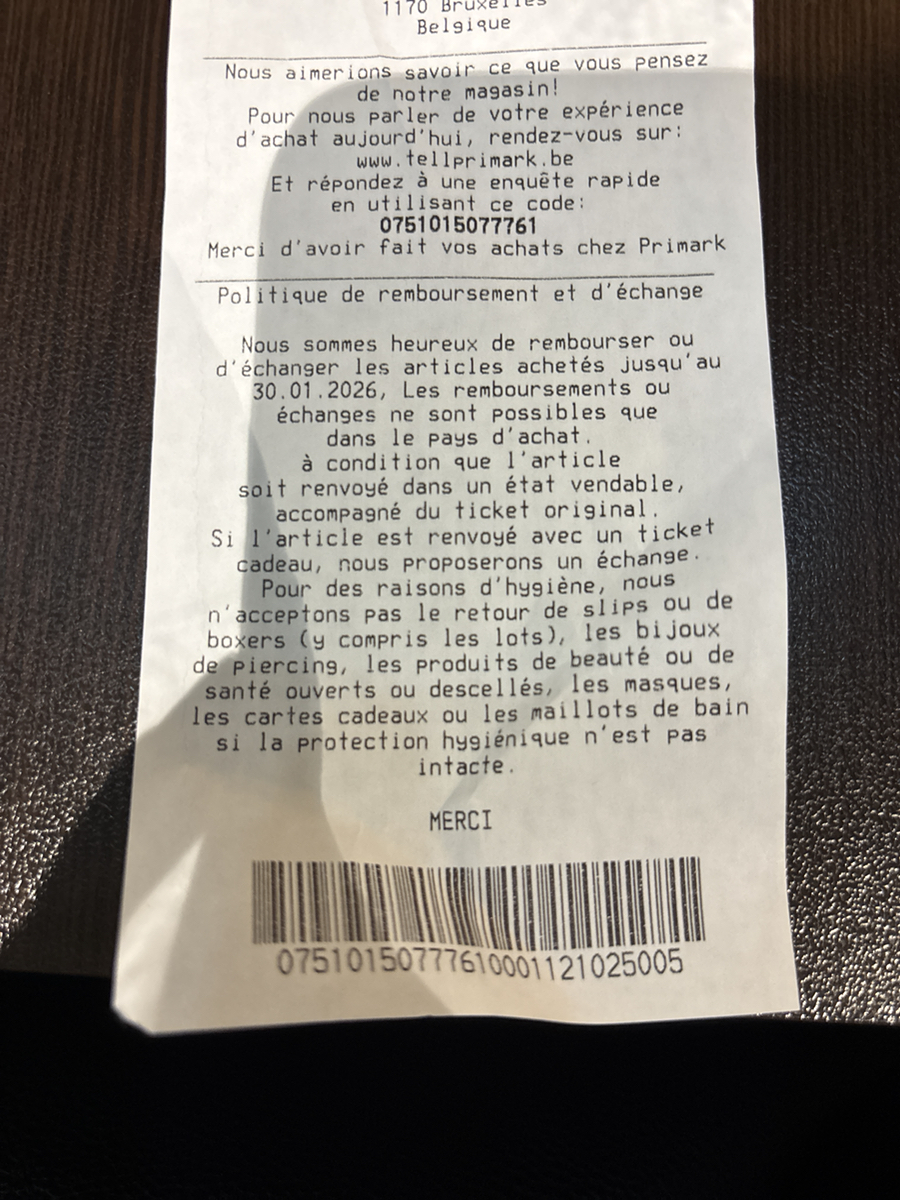 1170 Bruxelles
Belgique
Nous aimerions savoir ce que vous pensez
de notre magasin!
Pour nous parler de votre expérience
d'achat aujourd'hui, rendez-vous sur:
www.tellprimark.be
Et répondez à une enquête rapide
en utilisant ce code:
0751015077761
Merci d'avoir fait vos achats chez Primark
Politique de remboursement et d'échange
Nous sommes heureux de rembourser ou
d'échanger les articles achetés jusqu'au
30.01.2026, Les remboursements ou
échanges ne sont possibles que
dans le pays d'achat.
à condition que l'article
soit renvoyé dans un état vendable,
accompagné du ticket original.
Si l'article est renvoyé avec un ticket
cadeau, nous proposerons un échange.
Pour des raisons d'hygiène, nous
n'acceptons pas le retour de slips ou de
boxers (y compris les lots), les bijoux
de piercing, les produits de beauté ou de
santé ouverts ou descellés, les masques,
les cartes cadeaux ou les maillots de bain
si la protection hygiénique n'est pas
intacte.
MERCI
07510150777610001121025005